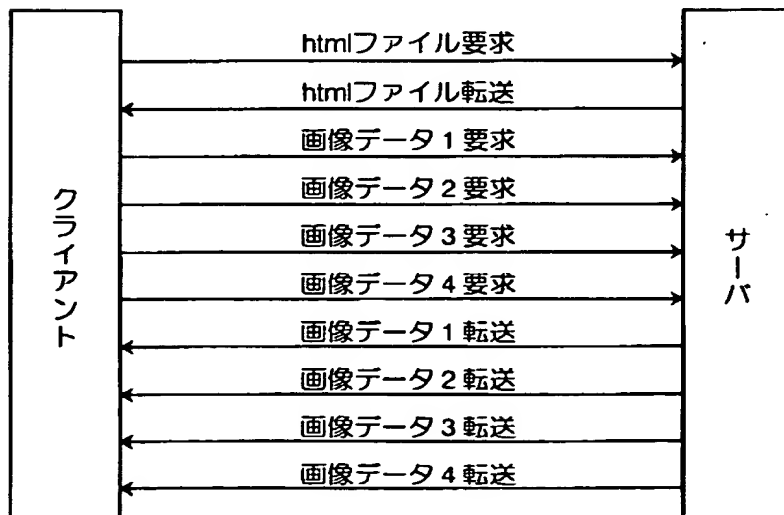 htmlファイル要求
htmlファイル転送
画像データ1要求
画像データ2要求
画像データ3要求
画像データ4要求
画像データ1転送
画像データ2転送
画像データ3転送
画像データ4転送
クライアント
サーバ